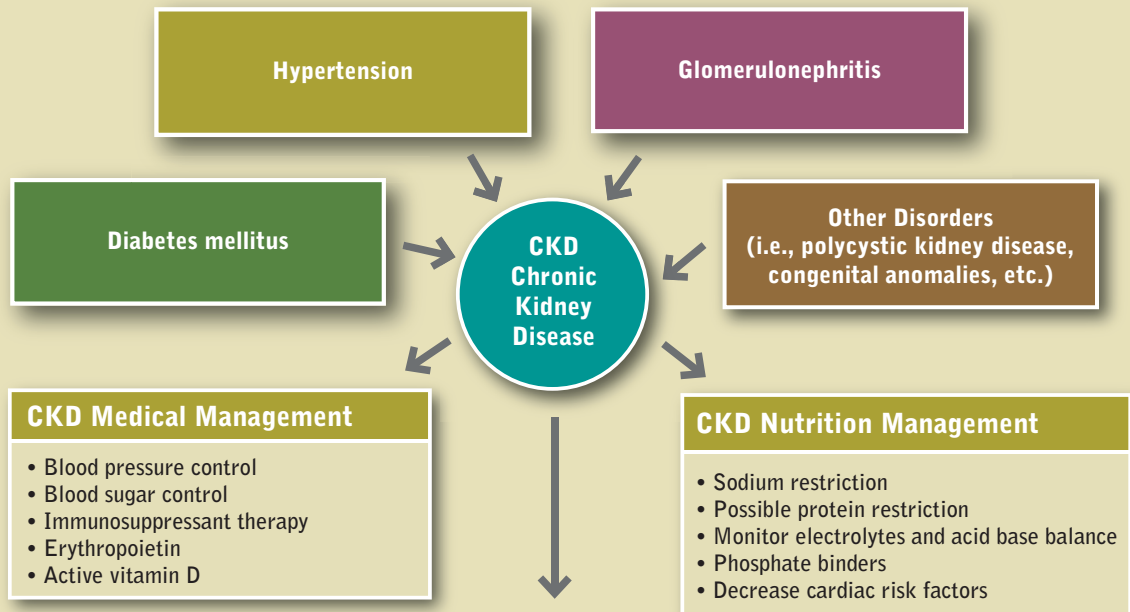 Hypertension
Glomerulonephritis
Diabetes mellitus
CKD
Chronic
Kidney
Disease
Other Disorders
(i.e., polycystic kidney disease,
congenital anomalies, etc.)
CKD Medical Management
• Blood pressure control
• Blood sugar control
• Immunosuppressant therapy
• Erythropoietin
• Active vitamin D
CKD Nutrition Management
• Sodium restriction
• Possible protein restriction
• Monitor electrolytes and acid base balance
• Phosphate binders
• Decrease cardiac risk factors